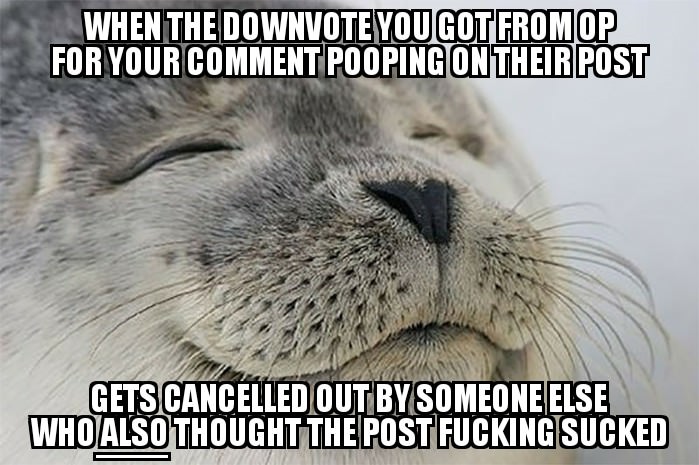 WHEN THE DOWNVOTE YOU GOT FROM OP
FOR YOUR COMMENT POOPING ON THEIR POST
GETS CANCELLED OUT BY SOMEONE ELSE
WHO ALSO THOUGHT THE POST FUCKING SUCKED